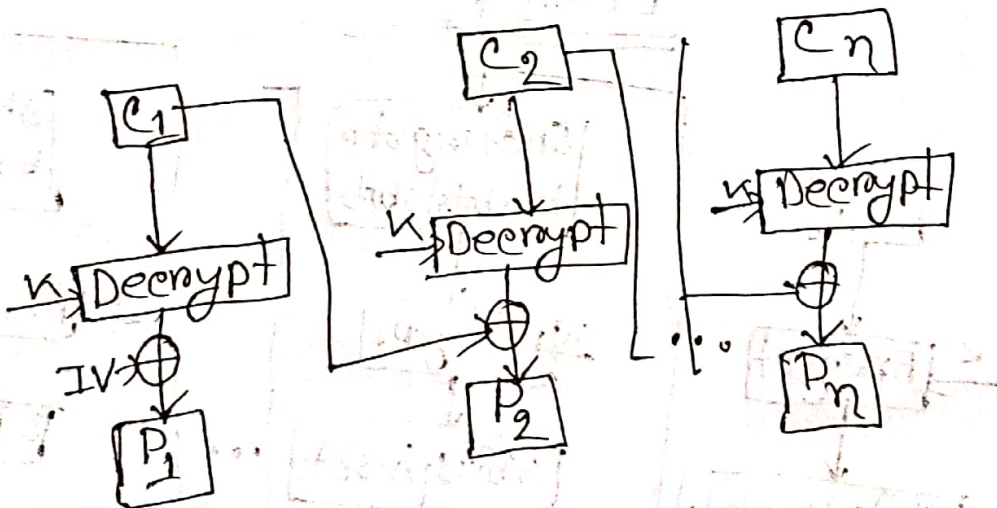 C1
C2
Cn
K
Decrypt
K
Decrypt
K
Decrypt
IV
...
P1
P2
Pn